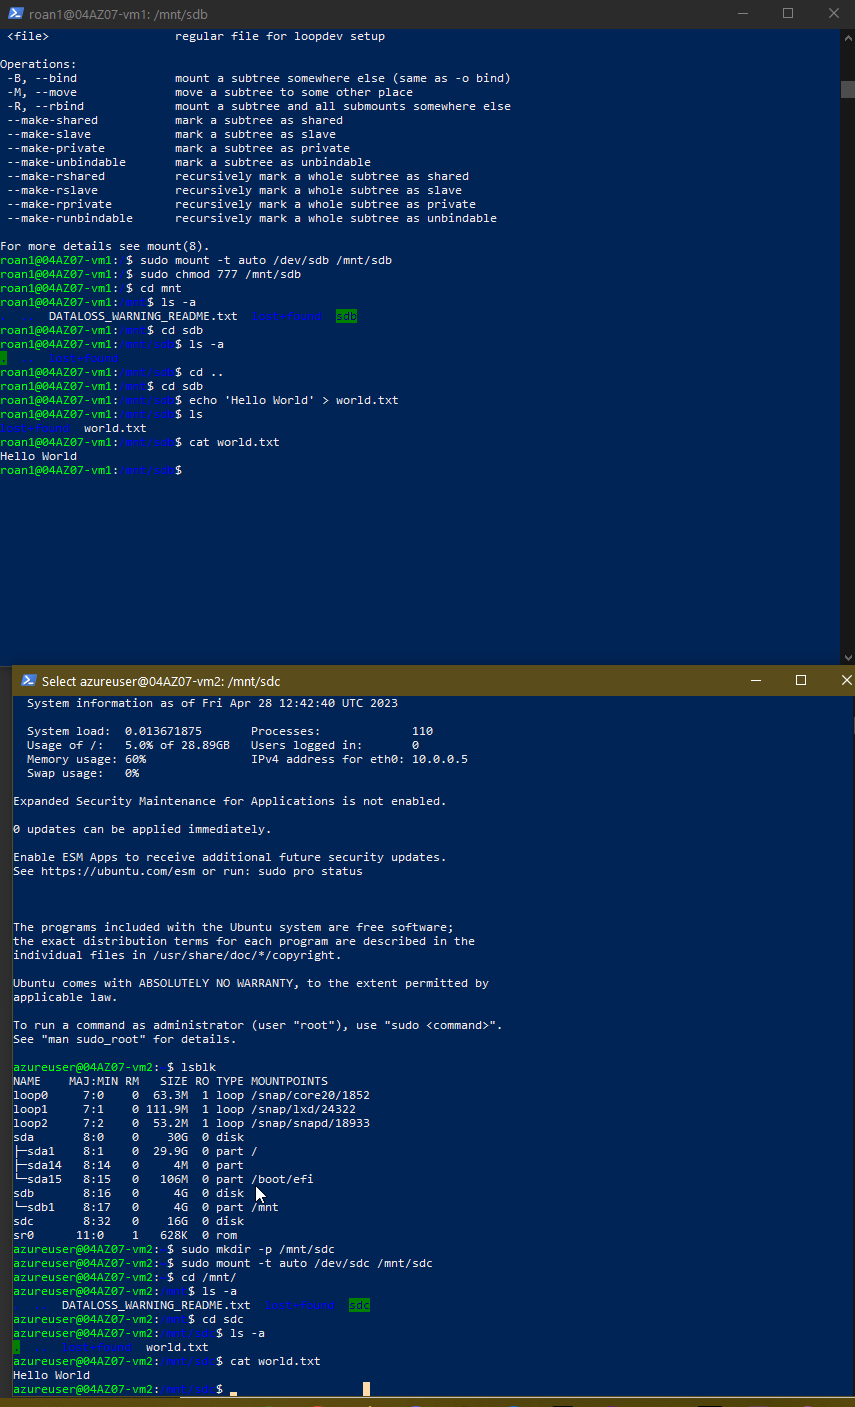 roan1@04AZ07-vm1: /mnt/sdb
<file> regular file for loopdev setup
Operations:
-B, --bind mount a subtree somewhere else (same as -o bind)
-M, --move move a subtree to some other place
-R, --rbind mount a subtree and all submounts somewhere else
--make-shared mark a subtree as shared
--make-slave mark a subtree as slave
--make-private mark a subtree as private
--make-unbindable mark a subtree as unbindable
--make-rshared recursively mark a whole subtree as shared
--make-rslave recursively mark a whole subtree as slave
--make-rprivate recursively mark a whole subtree as private
--make-runbindable recursively mark a whole subtree as unbindable
For more details see mount(8).
roan1@04AZ07-vm1:/$ sudo mount -t auto /dev/sdb /mnt/sdb
roan1@04AZ07-vm1:/$ sudo chmod 777 /mnt/sdb
roan1@04AZ07-vm1:/$ cd mnt
roan1@04AZ07-vm1:/mnt$ ls -a
. .. DATALOSS_WARNING_README.txt lost+found sdb
roan1@04AZ07-vm1:/mnt$ cd sdb
roan1@04AZ07-vm1:/mnt/sdb$ ls -a
. .. lost+found
roan1@04AZ07-vm1:/mnt/sdb$ cd ..
roan1@04AZ07-vm1:/mnt$ cd sdb
roan1@04AZ07-vm1:/mnt/sdb$ echo 'Hello World' > world.txt
roan1@04AZ07-vm1:/mnt/sdb$ ls
lost+found world.txt
roan1@04AZ07-vm1:/mnt/sdb$ cat world.txt
Hello World
roan1@04AZ07-vm1:/mnt/sdb$
Select azureuser@04AZ07-vm2: /mnt/sdc
System information as of Fri Apr 28 12:42:40 UTC 2023
System load: 0.013671875 Processes: 110
Usage of /: 5.0% of 28.89GB Users logged in: 0
Memory usage: 60% IPv4 address for eth0: 10.0.0.5
Swap usage: 0%
Expanded Security Maintenance for Applications is not enabled.
0 updates can be applied immediately.
Enable ESM Apps to receive additional future security updates.
See https://ubuntu.com/esm or run: sudo pro status
The programs included with the Ubuntu system are free software;
the exact distribution terms for each program are described in the
individual files in /usr/share/doc/*/copyright.
Ubuntu comes with ABSOLUTELY NO WARRANTY, to the extent permitted by
applicable law.
To run a command as administrator (user "root"), use "sudo <command>".
See "man sudo_root" for details.
azureuser@04AZ07-vm2:~$ lsblk
NAME MAJ:MIN RM SIZE RO TYPE MOUNTPOINTS
loop0 7:0 0 63.3M 1 loop /snap/core20/1852
loop1 7:1 0 111.9M 1 loop /snap/lxd/24322
loop2 7:2 0 53.2M 1 loop /snap/snapd/18933
sda 8:0 0 30G 0 disk
├─sda1 8:1 0 29.9G 0 part /
├─sda14 8:14 0 4M 0 part
└─sda15 8:15 0 106M 0 part /boot/efi
sdb 8:16 0 4G 0 disk
└─sdb1 8:17 0 4G 0 part /mnt
sdc 8:32 0 16G 0 disk
sr0 11:0 1 628K 0 rom
azureuser@04AZ07-vm2:~$ sudo mkdir -p /mnt/sdc
azureuser@04AZ07-vm2:~$ sudo mount -t auto /dev/sdc /mnt/sdc
azureuser@04AZ07-vm2:~$ cd /mnt/
azureuser@04AZ07-vm2:/mnt$ ls -a
. .. DATALOSS_WARNING_README.txt lost+found sdc
azureuser@04AZ07-vm2:/mnt$ cd sdc
azureuser@04AZ07-vm2:/mnt/sdc$ ls -a
. .. lost+found world.txt
azureuser@04AZ07-vm2:/mnt/sdc$ cat world.txt
Hello World
azureuser@04AZ07-vm2:/mnt/sdc$